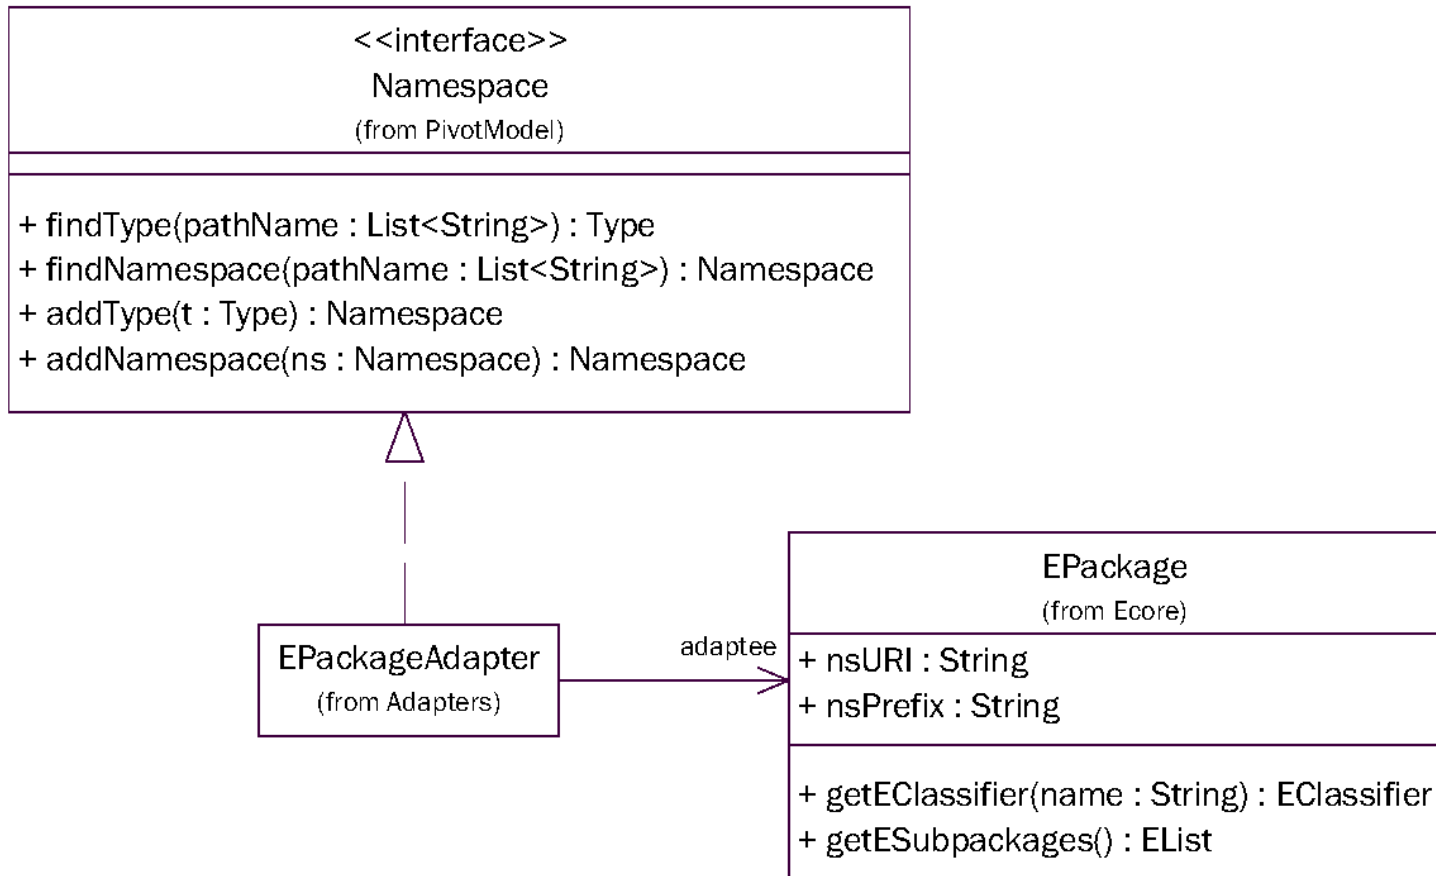 <<interface>>
Namespace
(from PivotModel)
+ findType(pathName : List<String>) : Type
+ findNamespace(pathName : List<String>) : Namespace
+ addType(t : Type) : Namespace
+ addNamespace(ns : Namespace) : Namespace
EPackageAdapter
(from Adapters)
adaptee
EPackage
(from Ecore)
+ nsURI : String
+ nsPrefix : String
+ getEClassifier(name : String) : EClassifier
+ getESubpackages() : EList